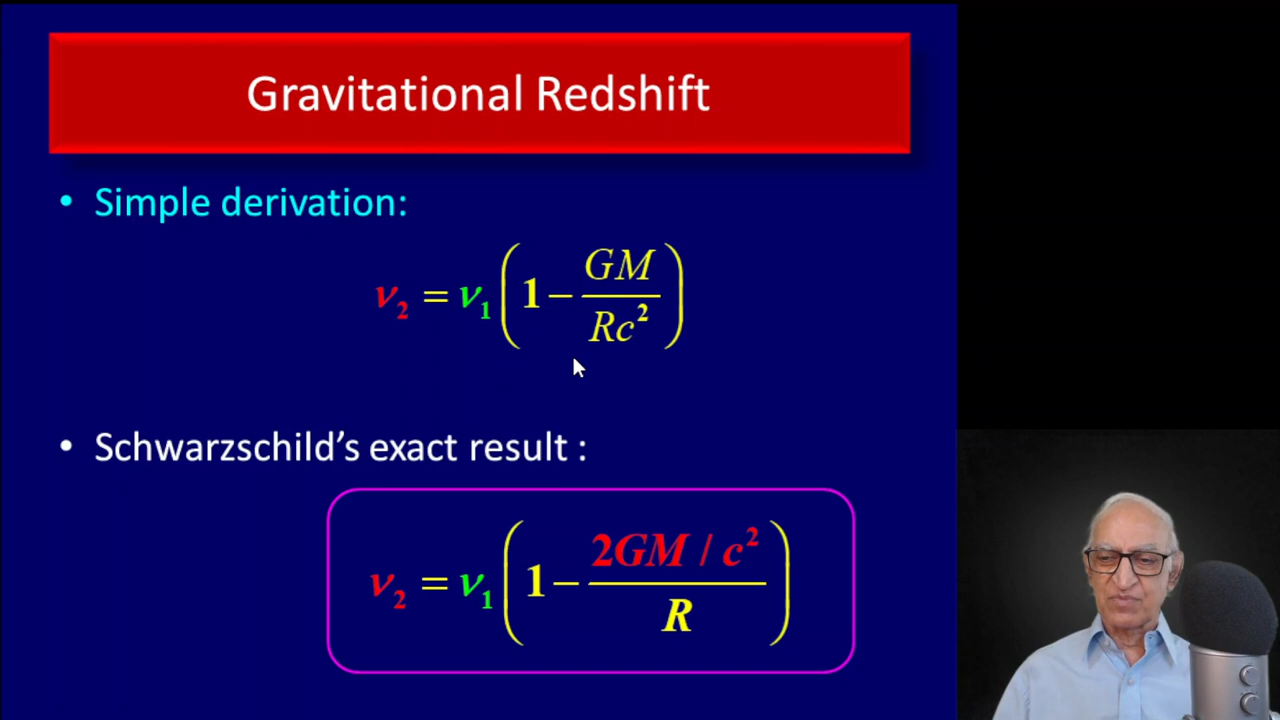 Gravitational Redshift
• Simple derivation:
ν₂ = ν₁ (1 − GM / Rc²)
• Schwarzschild’s exact result :
ν₂ = ν₁ (1 − 2GM / c² / R)